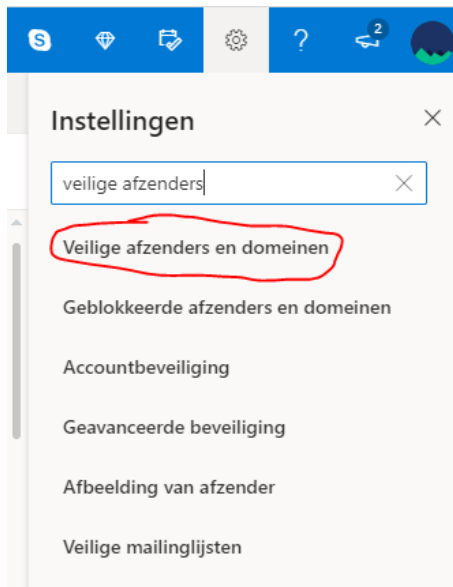 S
?
2
Instellingen
veilige afzenders
Veilige afzenders en domeinen
Geblokkeerde afzenders en domeinen
Accountbeveiliging
Geavanceerde beveiliging
Afbeelding van afzender
Veilige mailinglijsten